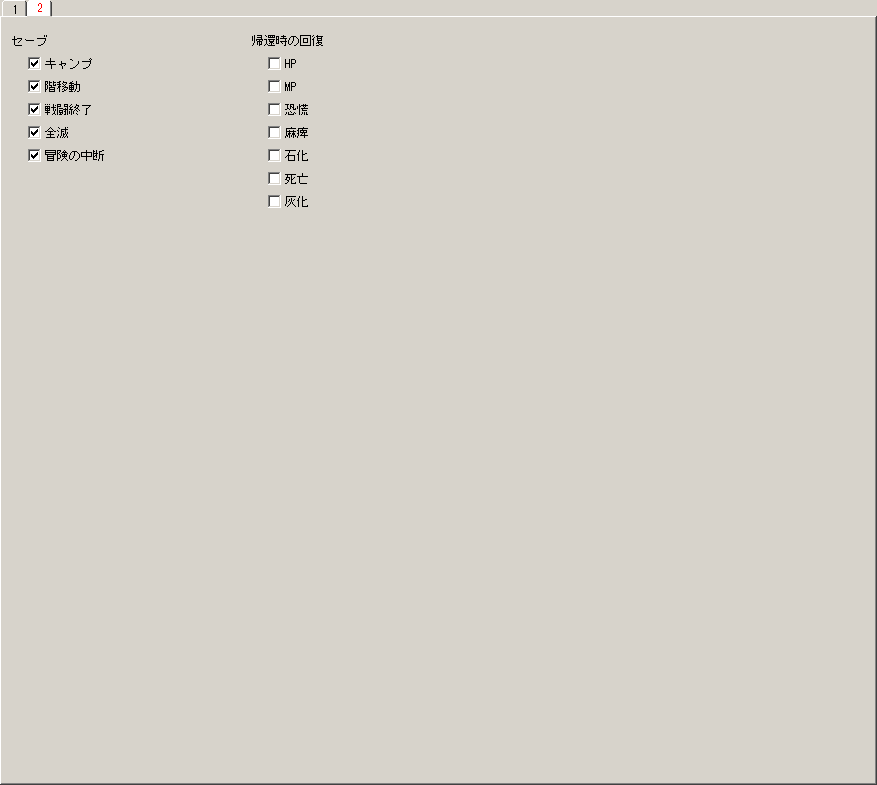 1 2
セーブ
キャンプ
階移動
戦闘終了
全滅
冒険の中断
帰還時の回復
HP
MP
恐慌
麻痺
石化
死亡
灰化